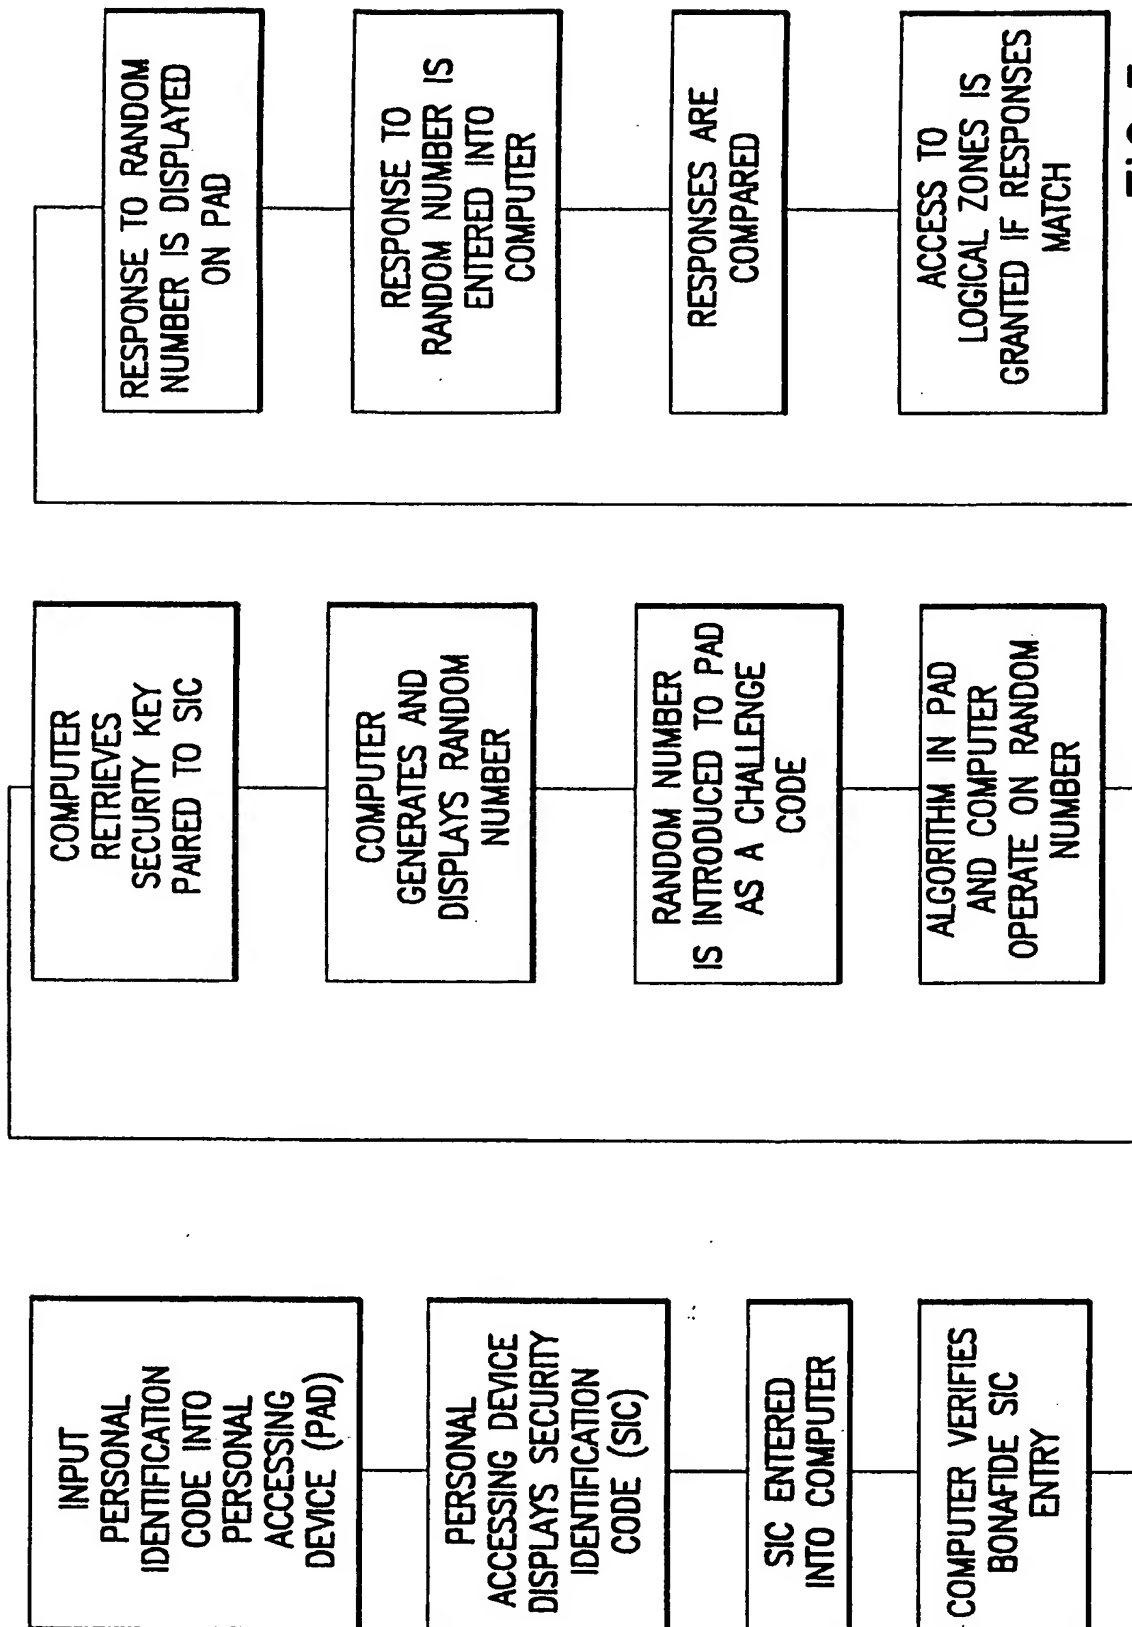 INPUT
PERSONAL
IDENTIFICATION
CODE INTO
PERSONAL
ACCESSING
DEVICE (PAD)
PERSONAL
ACCESSING DEVICE
DISPLAYS SECURITY
IDENTIFICATION
CODE (SIC)
SIC ENTERED
INTO COMPUTER
COMPUTER VERIFIES
BONAFIDE SIC
ENTRY
COMPUTER
RETRIEVES
SECURITY KEY
PAIRED TO SIC
COMPUTER
GENERATES AND
DISPLAYS RANDOM
NUMBER
RANDOM NUMBER
IS INTRODUCED TO PAD
AS A CHALLENGE
CODE
ALGORITHM IN PAD
AND COMPUTER
OPERATE ON RANDOM
NUMBER
RESPONSE TO RANDOM
NUMBER IS DISPLAYED
ON PAD
RESPONSE TO
RANDOM NUMBER IS
ENTERED INTO
COMPUTER
RESPONSES ARE
COMPARED
ACCESS TO
LOGICAL ZONES IS
GRANTED IF RESPONSES
MATCH